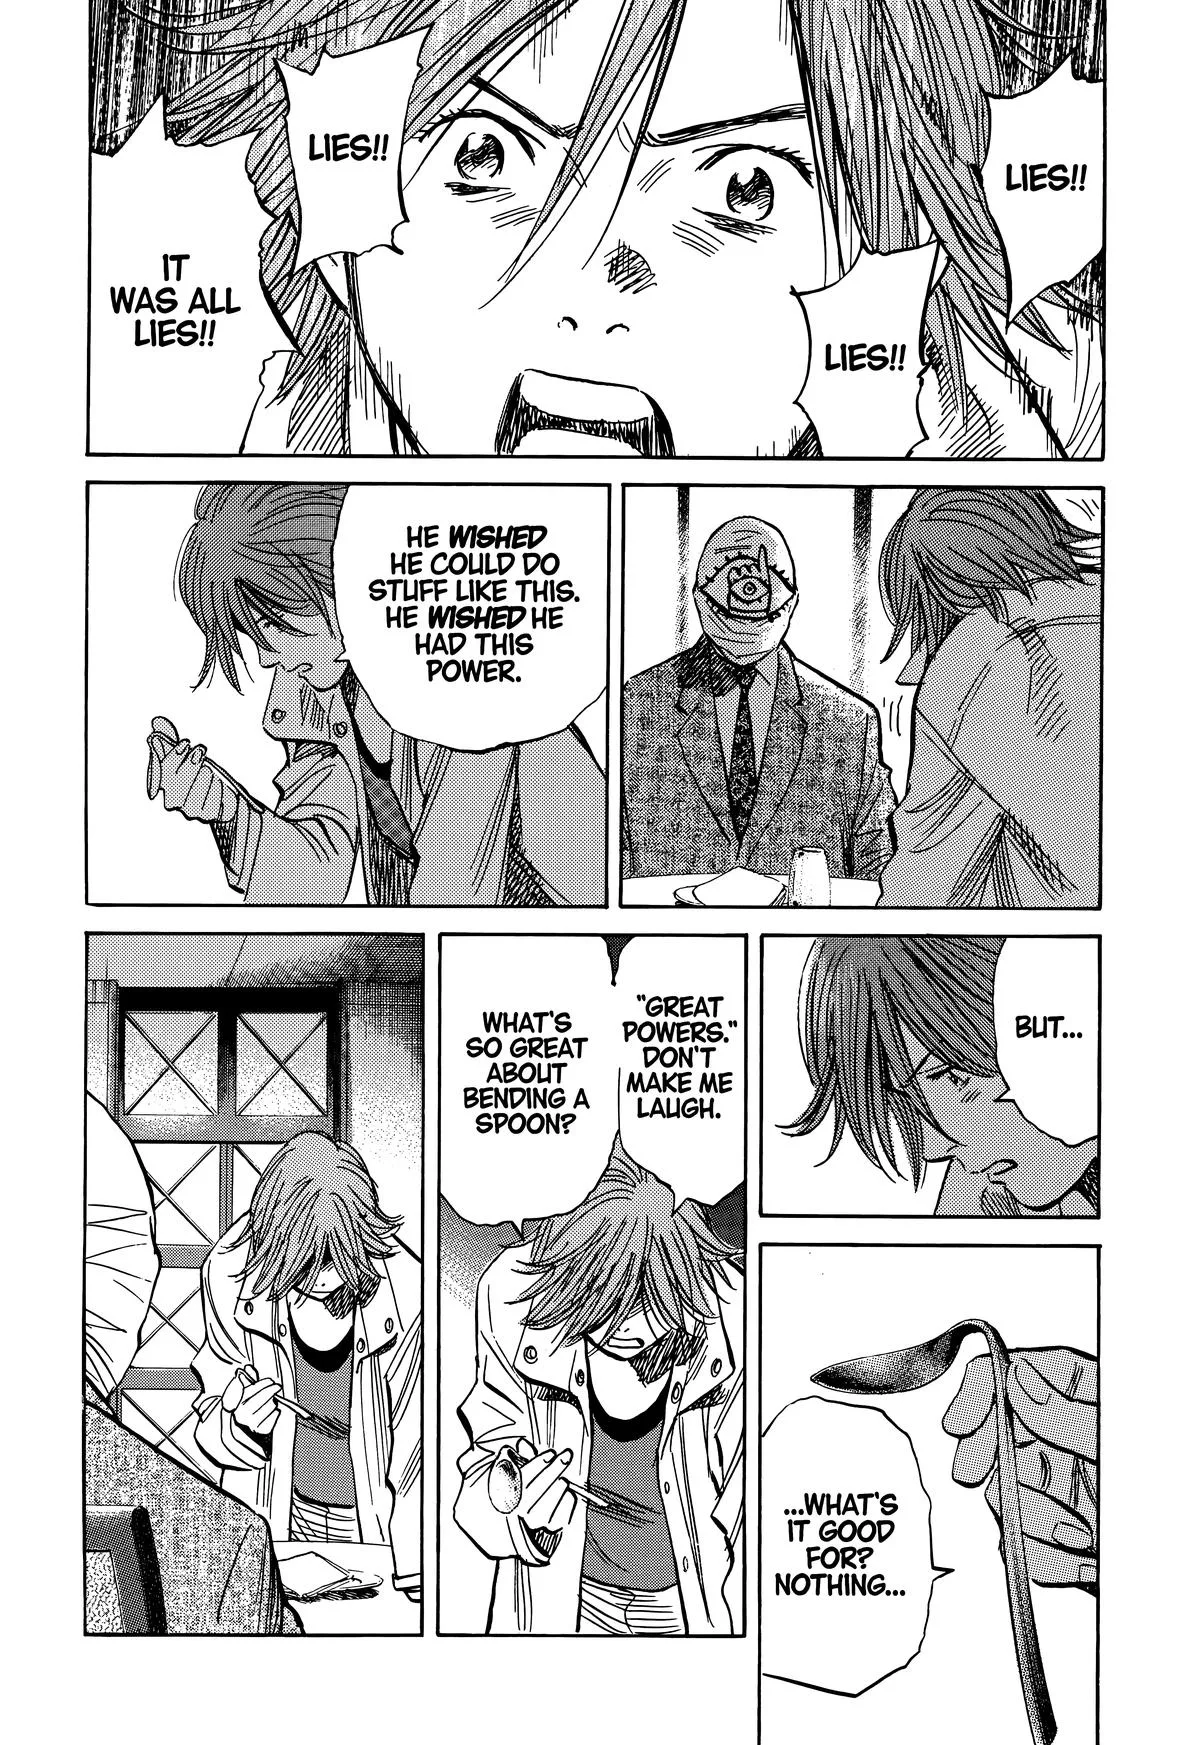 LIES!!
LIES!!
LIES!!
IT
WAS ALL
LIES!!
HE WISHED
HE COULD DO
STUFF LIKE THIS.
HE WISHED HE
HAD THIS
POWER.
BUT...
...WHAT'S
IT GOOD
FOR?
NOTHING...
"GREAT
POWERS."
DON'T
MAKE ME
LAUGH.
WHAT'S
SO GREAT
ABOUT
BENDING A
SPOON?